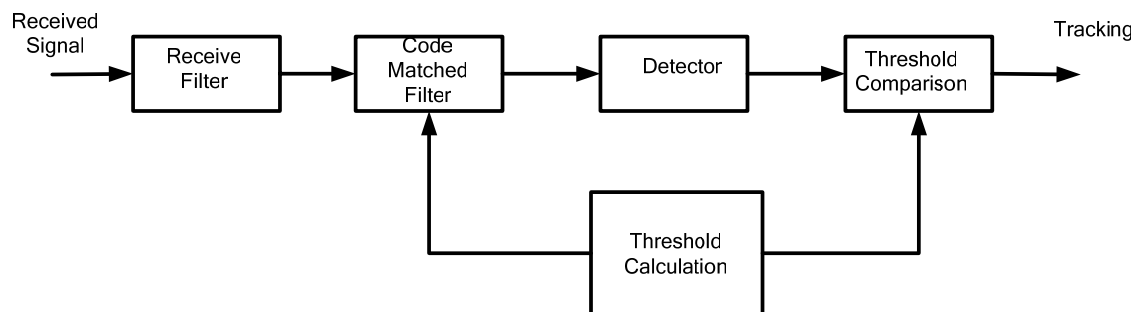 Received
Signal
Receive
Filter
Code
Matched
Filter
Detector
Threshold
Comparison
Tracking
Threshold
Calculation